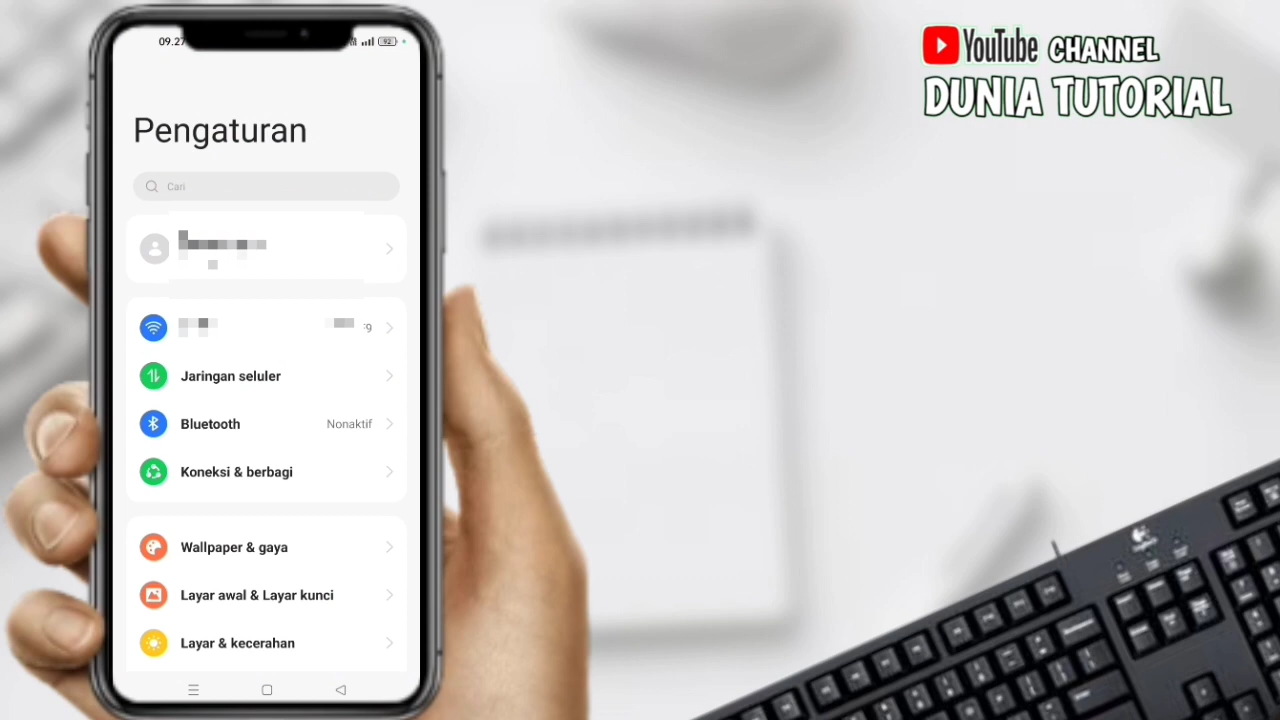 09.27
92
Pengaturan
Cari
Jaringan seluler
Bluetooth
Nonaktif
Koneksi & berbagi
Wallpaper & gaya
Layar awal & Layar kunci
Layar & kecerahan
YouTube CHANNEL
DUNIA TUTORIAL